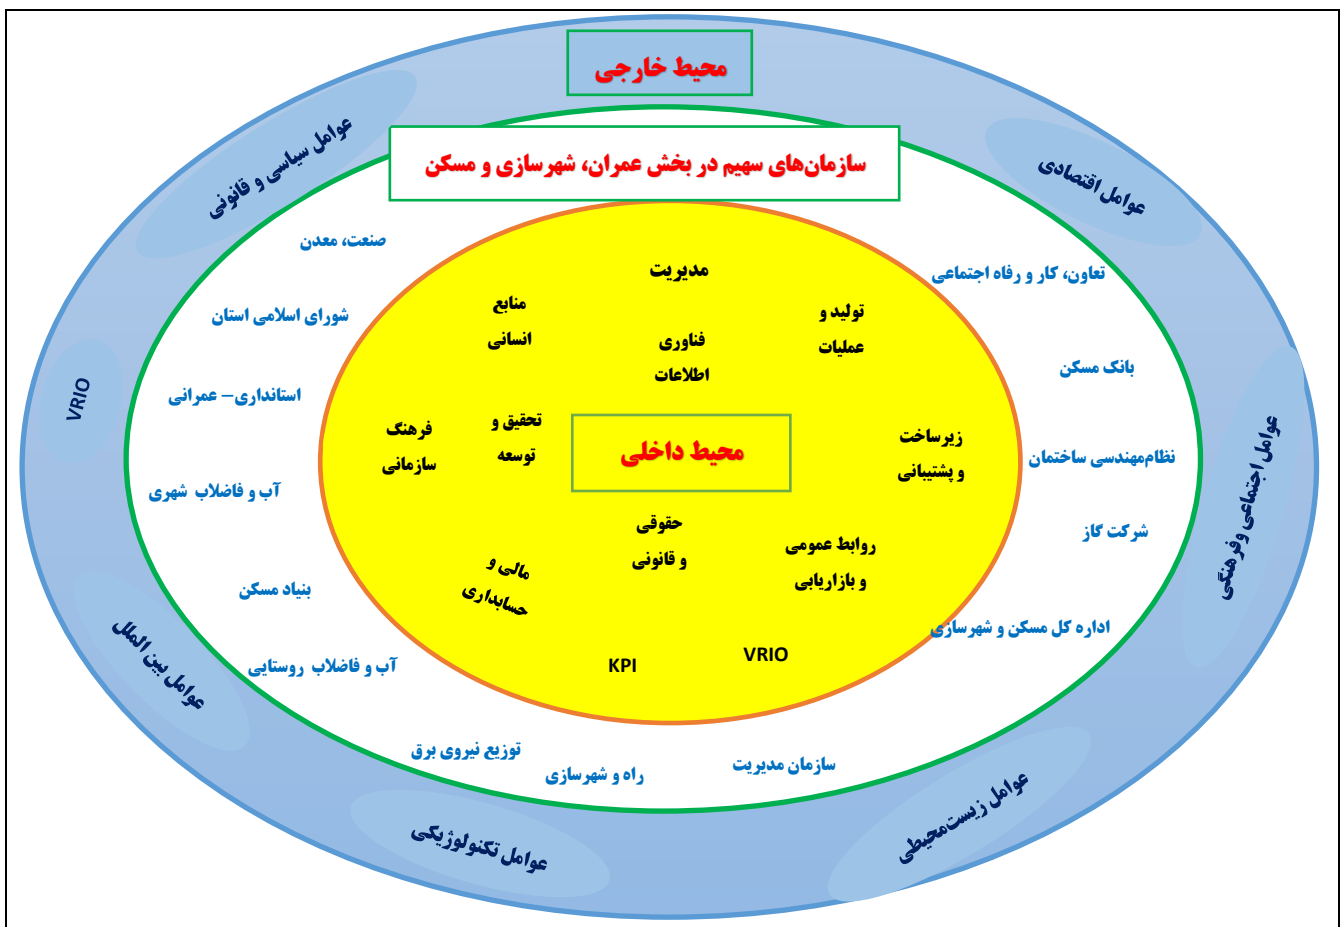 محیط خارجی
عوامل سیاسی و قانونی
عوامل اقتصادی
سازمان‌های سهیم در بخش عمران، شهرسازی و مسکن
صنعت، معدن
تعاون، کار و رفاه اجتماعی
شورای اسلامی استان
بانک مسکن
استانداری– عمرانی
نظام‌مهندسی ساختمان
آب و فاضلاب شهری
شرکت گاز
بنیاد مسکن
اداره کل مسکن و شهرسازی
آب و فاضلاب روستایی
توزیع نیروی برق
راه و شهرسازی
سازمان مدیریت
مدیریت
منابع
انسانی
تولید و
عملیات
فناوری
اطلاعات
فرهنگ
سازمانی
تحقیق و
توسعه
محیط داخلی
زیرساخت
و پشتیبانی
حقوقی
و قانونی
روابط عمومی
و بازاریابی
مالی و
حسابداری
KPI
VRIO
VRIO
عوامل اجتماعی وفرهنگی
عوامل بین الملل
عوامل تکنولوژیکی
عوامل زیست‌محیطی